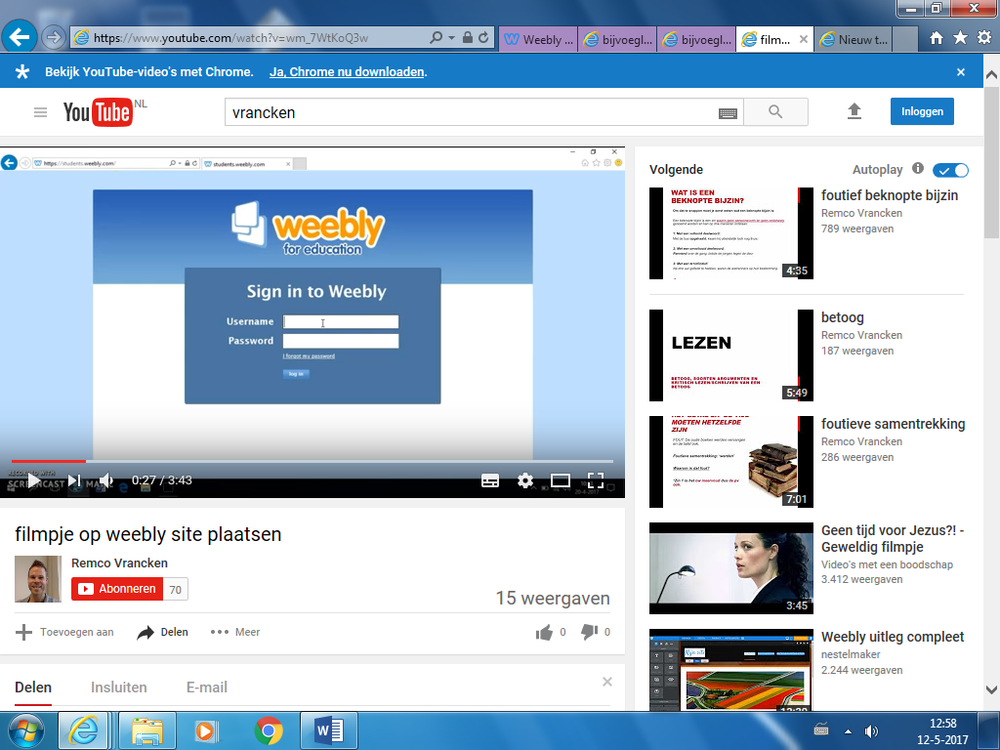 https://www.youtube.com/watch?v=wm_7WtKoQ3w
Weebly ...
bijvoegl...
bijvoegl...
film...
Nieuw t...
Bekijk YouTube-video's met Chrome. Ja, Chrome nu downloaden.
YouTube NL
vrancken
Inloggen
https://students.weebly.com/
students.weebly.com
weebly
for education
Sign in to Weebly
Username
Password
I forgot my password
log in
RECORDED WITH
SCREENCAST MA
0:27 / 3:43
filmpje op weebly site plaatsen
Remco Vrancken
Abonneren 70
15 weergaven
Toevoegen aan
Delen
Meer
0
0
Delen
Insluiten
E-mail
Volgende
Autoplay
WAT IS EEN
BEKNOPTE BIJZIN?
4:35
foutief beknopte bijzin
Remco Vrancken
789 weergaven
LEZEN
BETOOG, SOORTEN ARGUMENTEN EN
KRITISCH LEZEN/SCHRIJVEN VAN EEN
BETOOG
5:49
betoog
Remco Vrancken
187 weergaven
MOETEN HETZELFDE
ZIJN
7:01
foutieve samentrekking
Remco Vrancken
286 weergaven
3:45
Geen tijd voor Jezus?! -
Geweldig filmpje
Video's met een boodschap
3.412 weergaven
Weebly uitleg compleet
nestelmaker
2.244 weergaven
12:58
12-5-2017